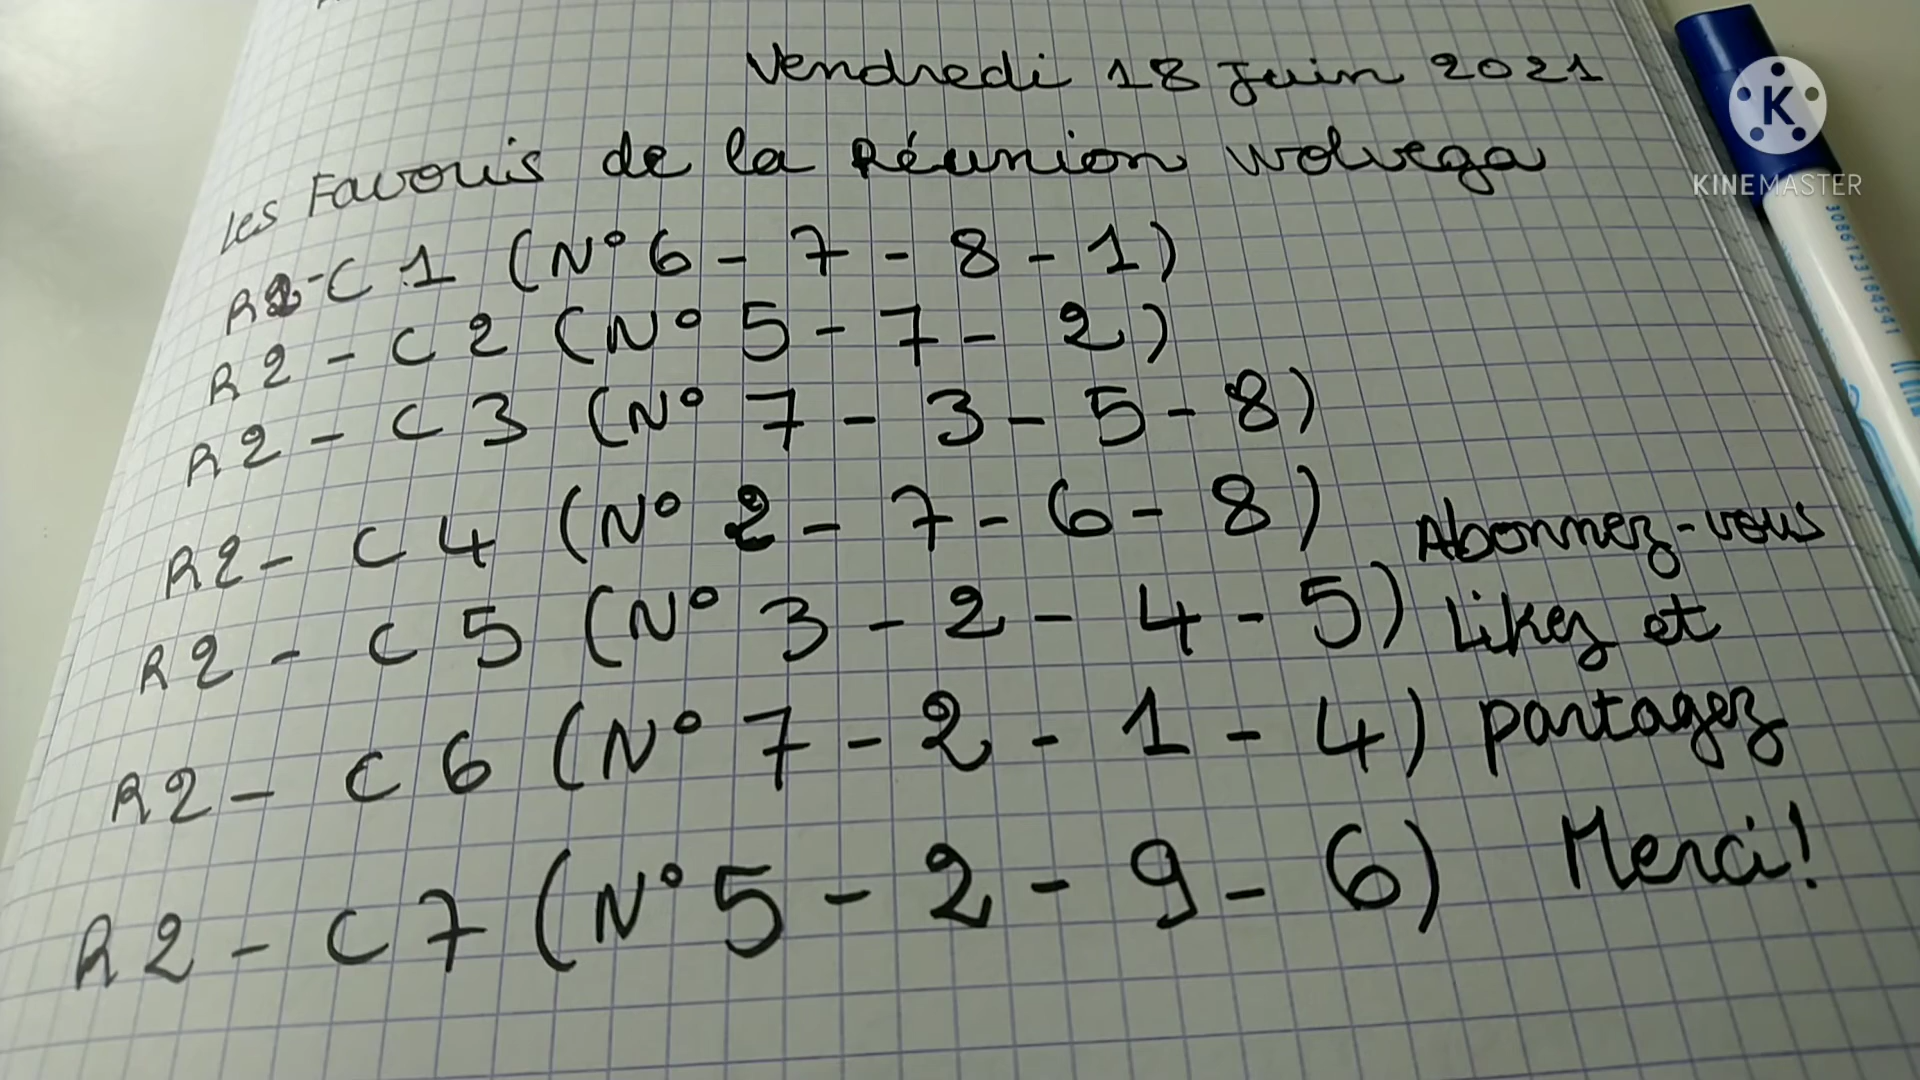 Vendredi 18 Juin 2021
Les Favoris de la Réunion wolvega
R2-C1 (N° 6 - 7 - 8 - 1)
R2 - C2 (N° 5 - 7 - 2)
R2 - C3 (N° 7 - 3 - 5 - 8)
R2 - C4 (N° 2 - 7 - 6 - 8)
R2 - C5 (N° 3 - 2 - 4 - 5)
R2 - C6 (N° 7 - 2 - 1 - 4)
R2 - C7 (N° 5 - 2 - 9 - 6)
Abonnez-vous
Likez et
partagez
Merci!
K
KINEMASTER
3086123184541